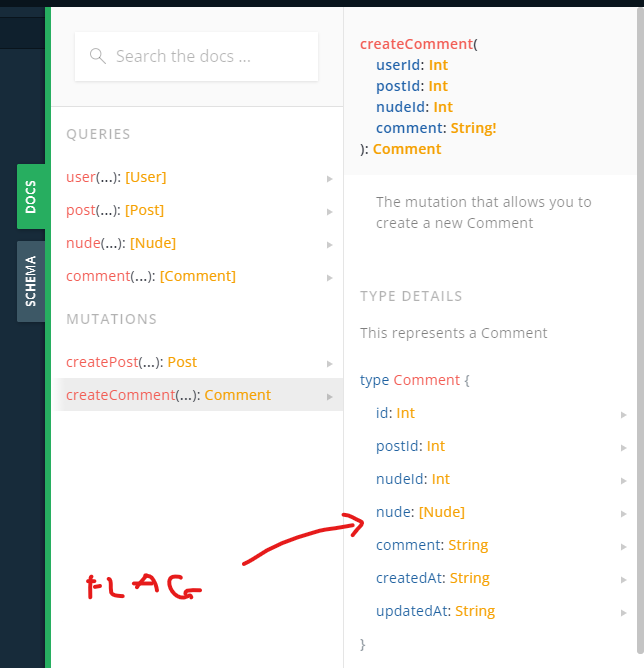 DOCS
SCHEMA
Search the docs ...
QUERIES
user(...): [User]
post(...): [Post]
nude(...): [Nude]
comment(...): [Comment]
MUTATIONS
createPost(...): Post
createComment(...): Comment
FLAG
createComment(
userId: Int
postId: Int
nudeId: Int
comment: String!
): Comment
The mutation that allows you to
create a new Comment
TYPE DETAILS
This represents a Comment
type Comment {
id: Int
postId: Int
nudeId: Int
nude: [Nude]
comment: String
createdAt: String
updatedAt: String
}